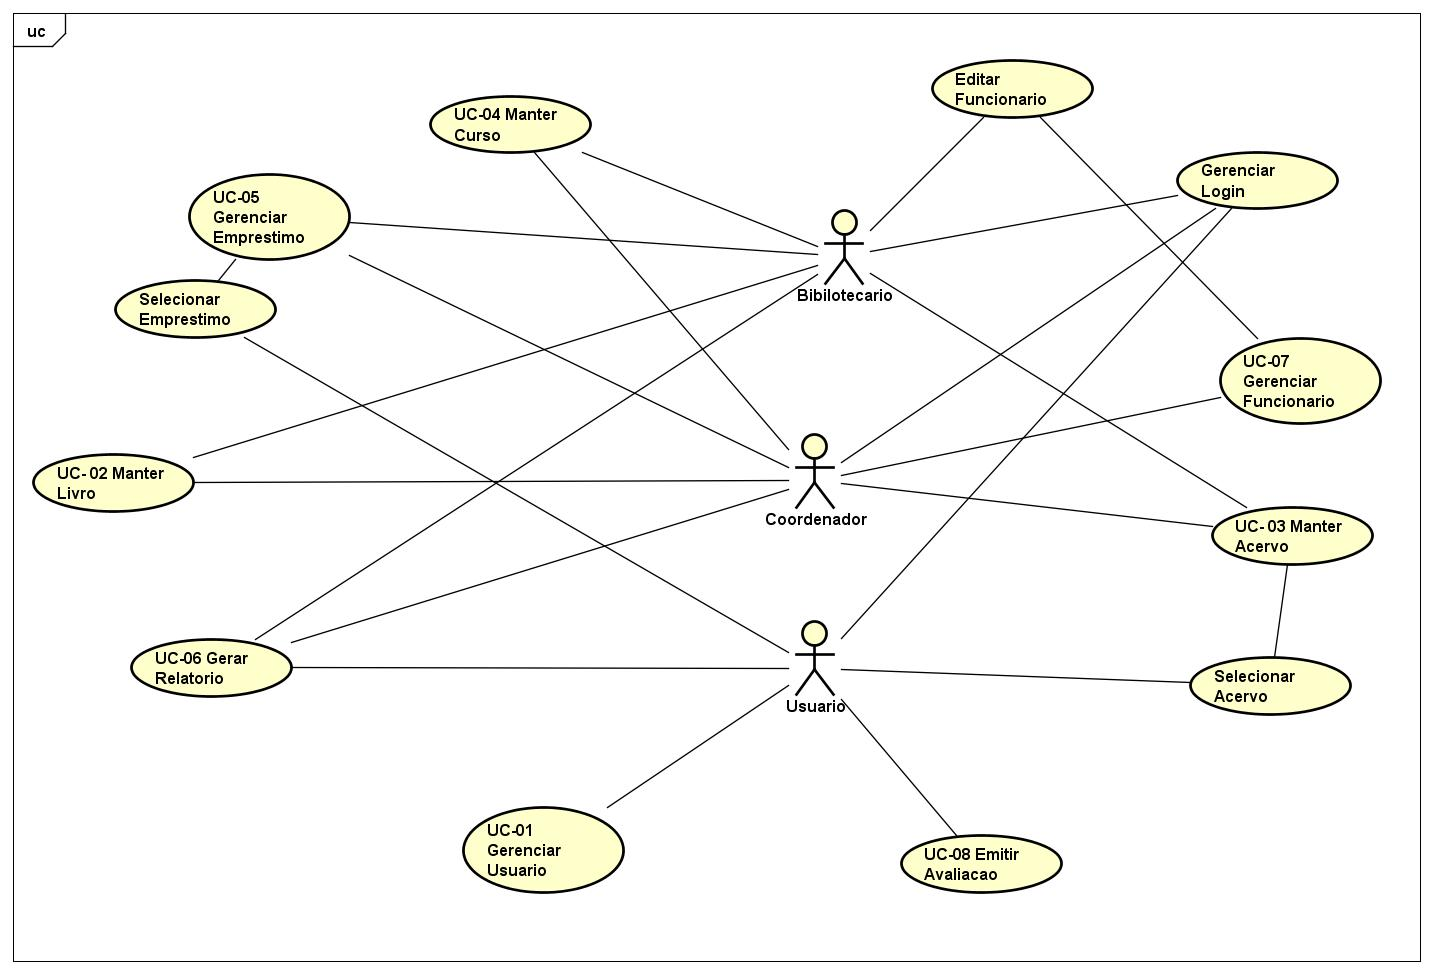 uc
Editar
Funcionario
UC-04 Manter
Curso
Gerenciar
Login
UC-05
Gerenciar
Emprestimo
Selecionar
Emprestimo
Bibilotecario
UC-07
Gerenciar
Funcionario
UC- 02 Manter
Livro
Coordenador
UC- 03 Manter
Acervo
UC-06 Gerar
Relatorio
Selecionar
Acervo
Usuario
UC-01
Gerenciar
Usuario
UC-08 Emitir
Avaliacao